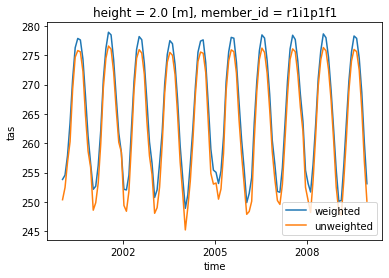 height = 2.0 [m], member_id = r1i1p1f1
280
275
270
265
260
255
250
245
tas
2002
2005
2008
time
weighted
unweighted